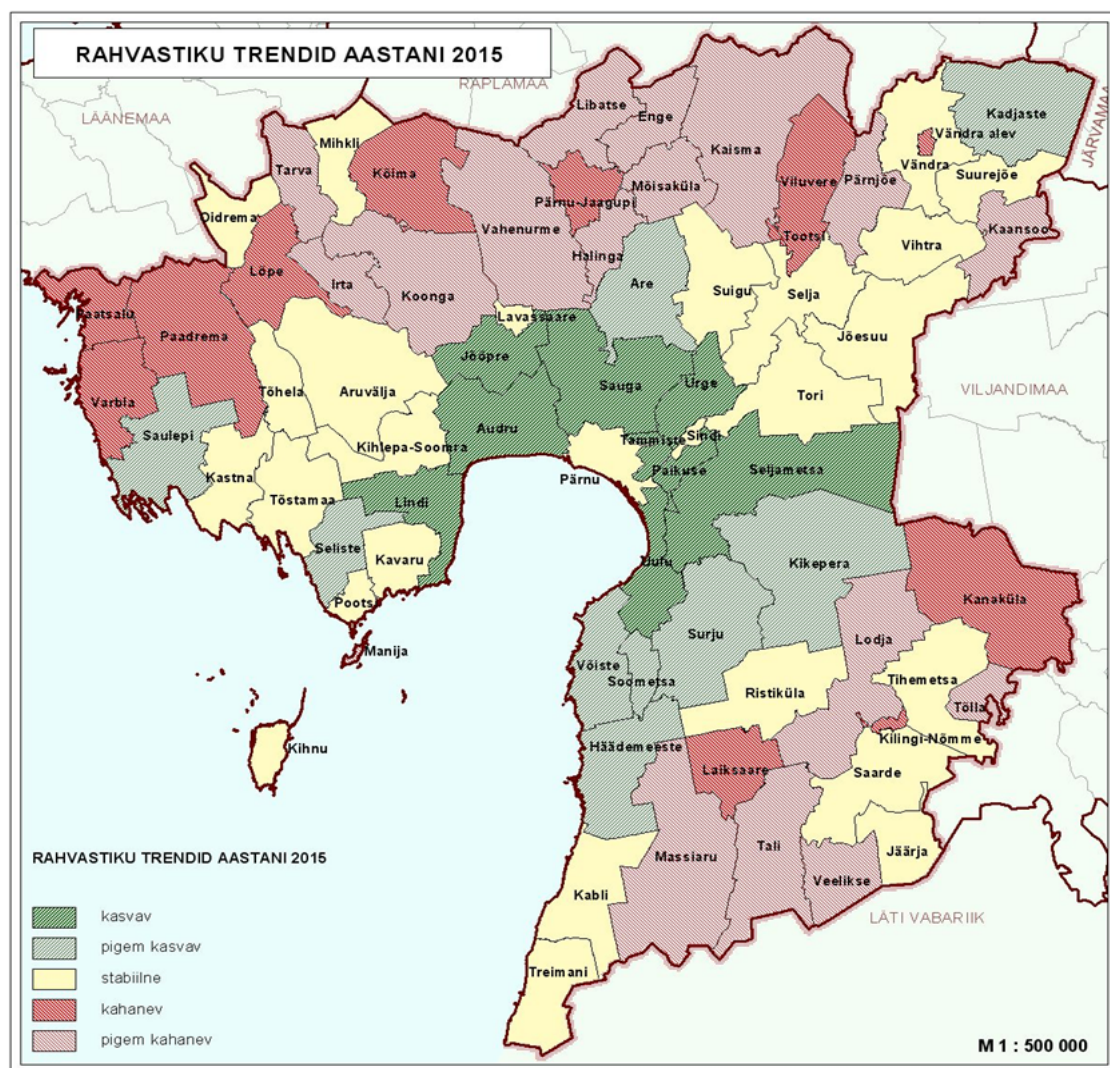 RAHVASTIKU TRENDID AASTANI 2015
RAPLAMAA
LÄÄNEMAA
JÄRVAMAA
Libatse
Enge
Kadjaste
Mihkli
Tarva
Kõima
Kaisma
Vändra alev
Vändra
Pärnu-Jaagupi
Mõisaküla
Viluvere
Pärnjõe
Suurejõe
Oidrema
Vahenurme
Tootsi
Kaansoo
Vihtra
Halinga
Lõpe
Irta
Koonga
Are
Suigu
Selja
Paatsalu
Paadrema
Lavassaare
Jõesuu
Jõõpre
Sauga
Urge
Varbla
Tõhela
Aruvälja
Tori
VILJANDIMAA
Saulepi
Audru
Kihlepa-Soomra
Tammiste
Sindi
Kastna
Pärnu
Paikuse
Seljametsa
Tõstamaa
Lindi
Seliste
Kavaru
Uulu
Kikepera
Pootsi
Kanaküla
Surju
Lodja
Manija
Võiste
Soometsa
Tihemetsa
Ristiküla
Tõlla
Kihnu
Häädemeeste
Kilingi-Nõmme
Laiksaare
Saarde
Massiaru
Tali
Jäärja
Veelikse
Kabli
LÄTI VABARIIK
Treimani
RAHVASTIKU TRENDID AASTANI 2015
kasvav
pigem kasvav
stabiilne
kahanev
pigem kahanev
M 1 : 500 000